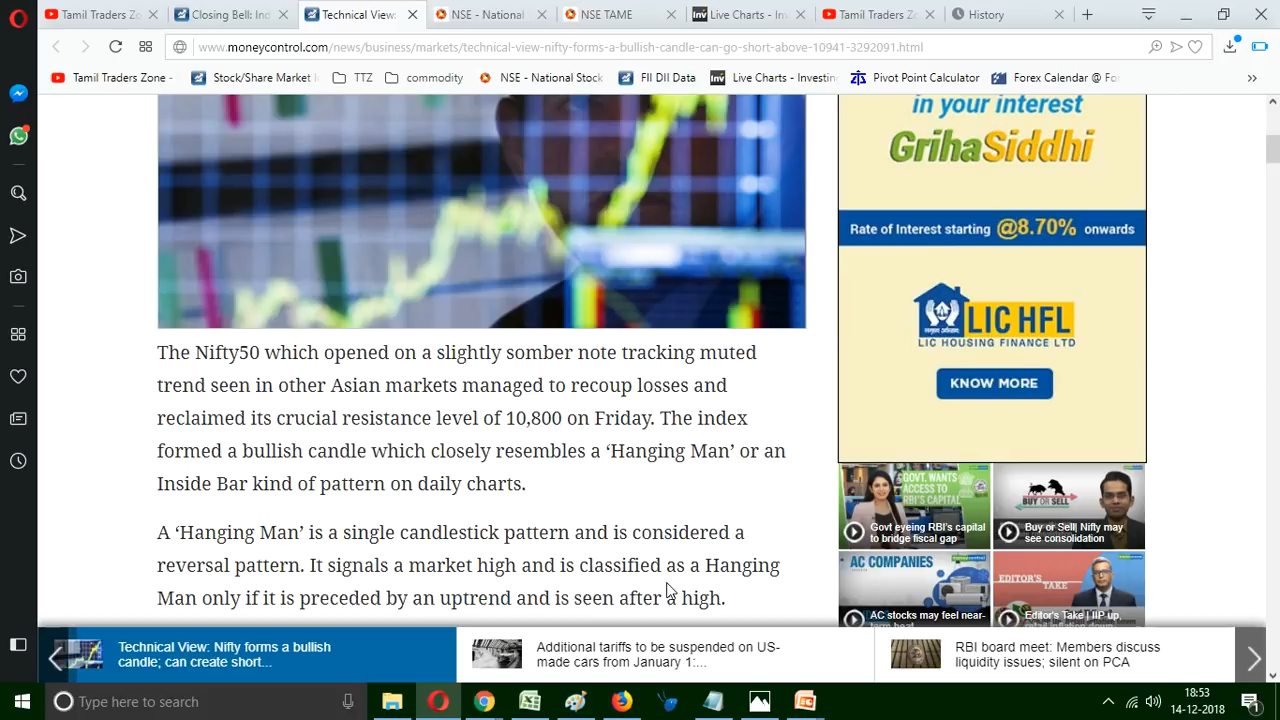 Tamil Traders Zo
Closing Bell: Ind
Technical View:
NSE - National
NSE TAME
Live Charts - Inv
Tamil Traders Zo
History
www.moneycontrol.com/news/business/markets/technical-view-nifty-forms-a-bullish-candle-can-go-short-above-10941-3292091.html
Tamil Traders Zone -
Stock/Share Market
TTZ
commodity
NSE - National Stock
FII DII Data
Live Charts - Investing
Pivot Point Calculator
Forex Calendar @ Fo
in your interest
GrihaSiddhi
Rate of Interest starting @8.70% onwards
LIC HFL
LIC HOUSING FINANCE LTD
KNOW MORE
The Nifty50 which opened on a slightly somber note tracking muted
trend seen in other Asian markets managed to recoup losses and
reclaimed its crucial resistance level of 10,800 on Friday. The index
formed a bullish candle which closely resembles a ‘Hanging Man’ or an
Inside Bar kind of pattern on daily charts.
A ‘Hanging Man’ is a single candlestick pattern and is considered a
reversal pattern. It signals a market high and is classified as a Hanging
Man only if it is preceded by an uptrend and is seen after a high.
GOVT. WANTS
ACCESS TO
RBI'S CAPITAL
Govt eyeing RBI's capital
to bridge fiscal gap
BUY OR SELL
Buy or Sell| Nifty may
see consolidation
AC COMPANIES
AC stocks may feel near-
term heat
EDITOR'S
TAKE
Editor's Take | IIP up,
retail inflation down
Technical View: Nifty forms a bullish
candle; can create short...
Additional tariffs to be suspended on US-
made cars from January 1:...
RBI board meet: Members discuss
liquidity issues; silent on PCA
Type here to search
18:53
14-12-2018
1